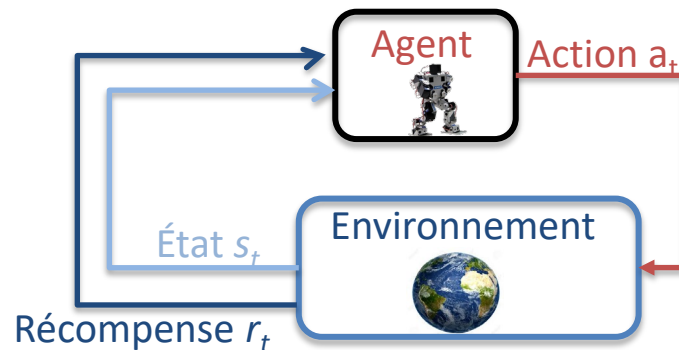 Agent
Action aₜ
Environnement
État sₜ
Récompense rₜ